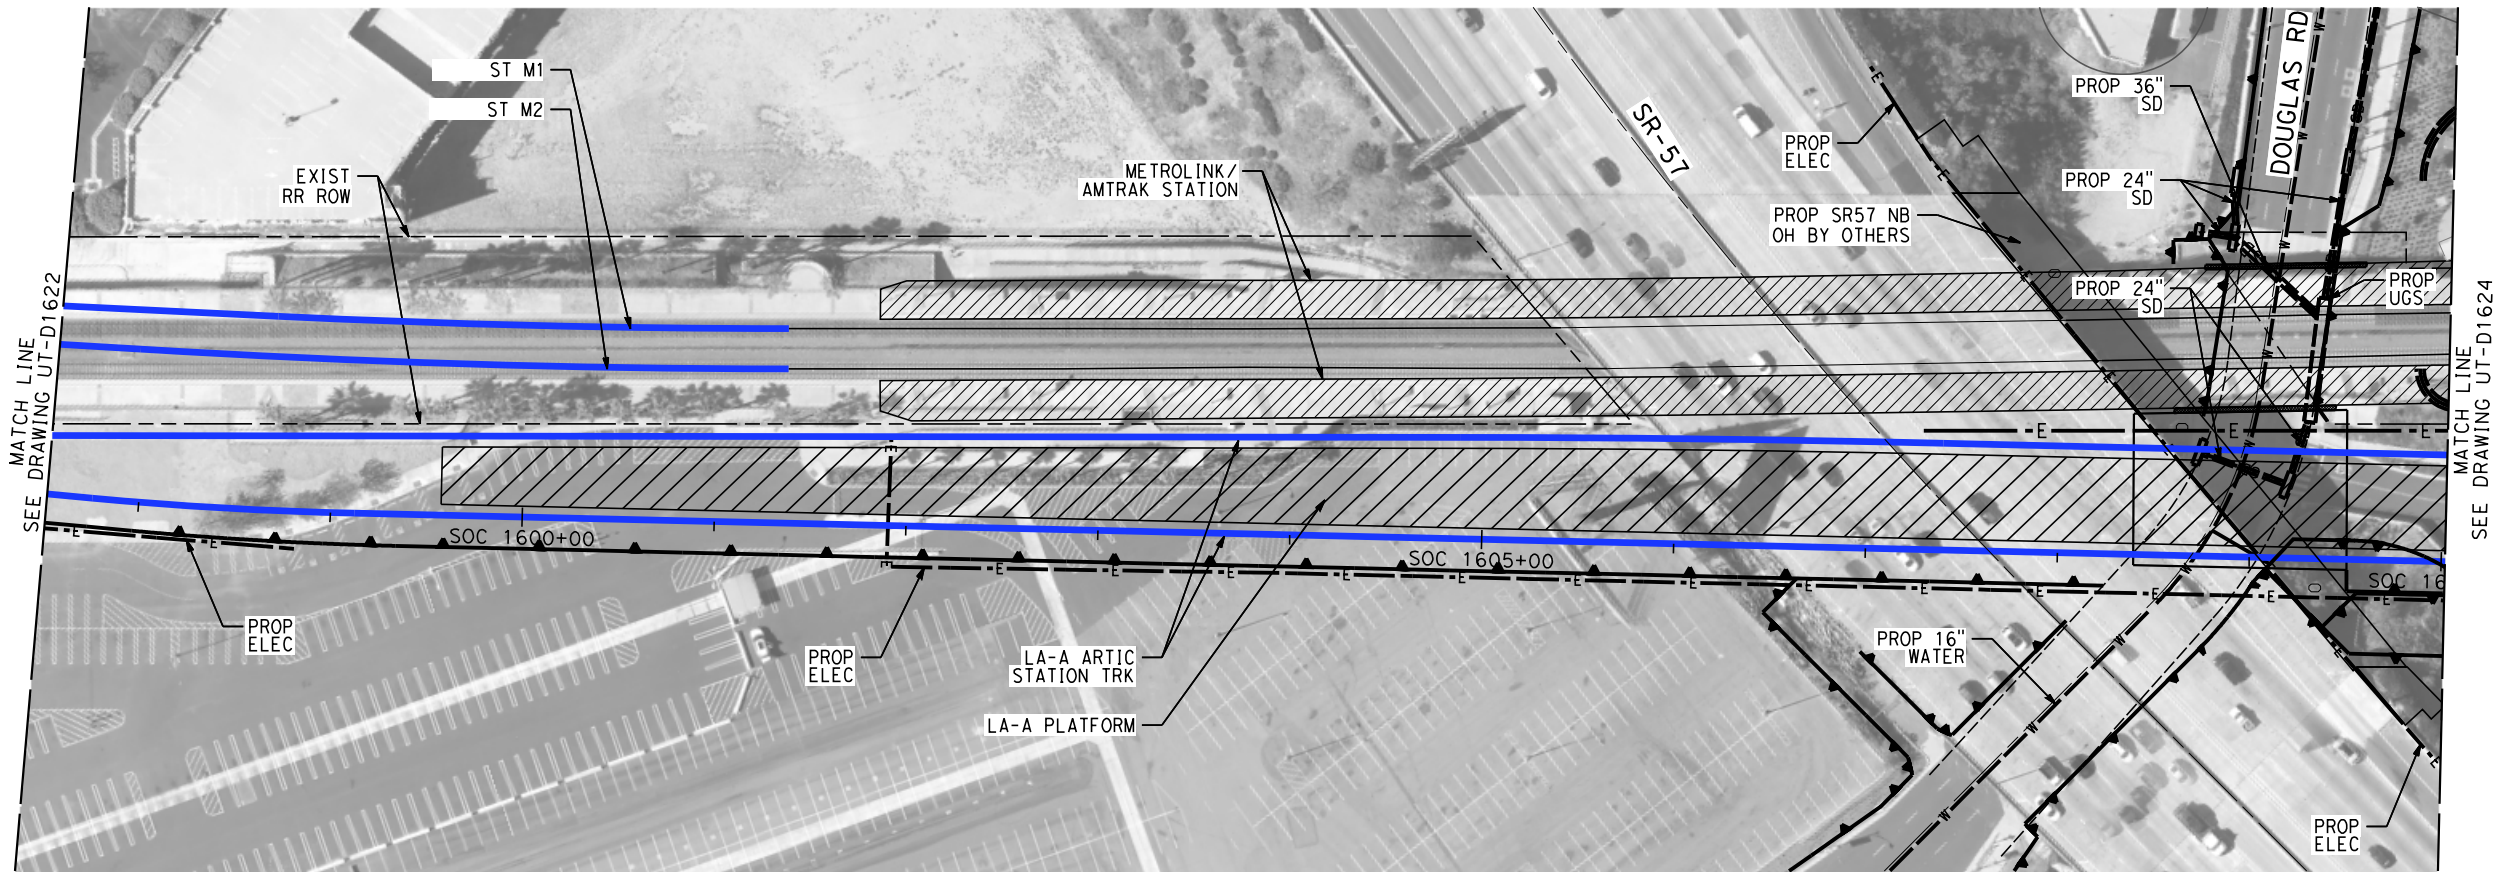 ST M1
ST M2
EXIST
RR ROW
METROLINK/
AMTRAK STATION
SR-57
PROP
ELEC
PROP SR57 NB
OH BY OTHERS
PROP 36"
SD
PROP 24"
SD
DOUGLAS RD
PROP 24"
SD
PROP
UGS
MATCH LINE
SEE DRAWING UT-D1622
MATCH LINE
SEE DRAWING UT-D1624
SOC 1600+00
SOC 1605+00
SOC 16
PROP
ELEC
PROP
ELEC
LA-A ARTIC
STATION TRK
LA-A PLATFORM
PROP 16"
WATER
PROP
ELEC